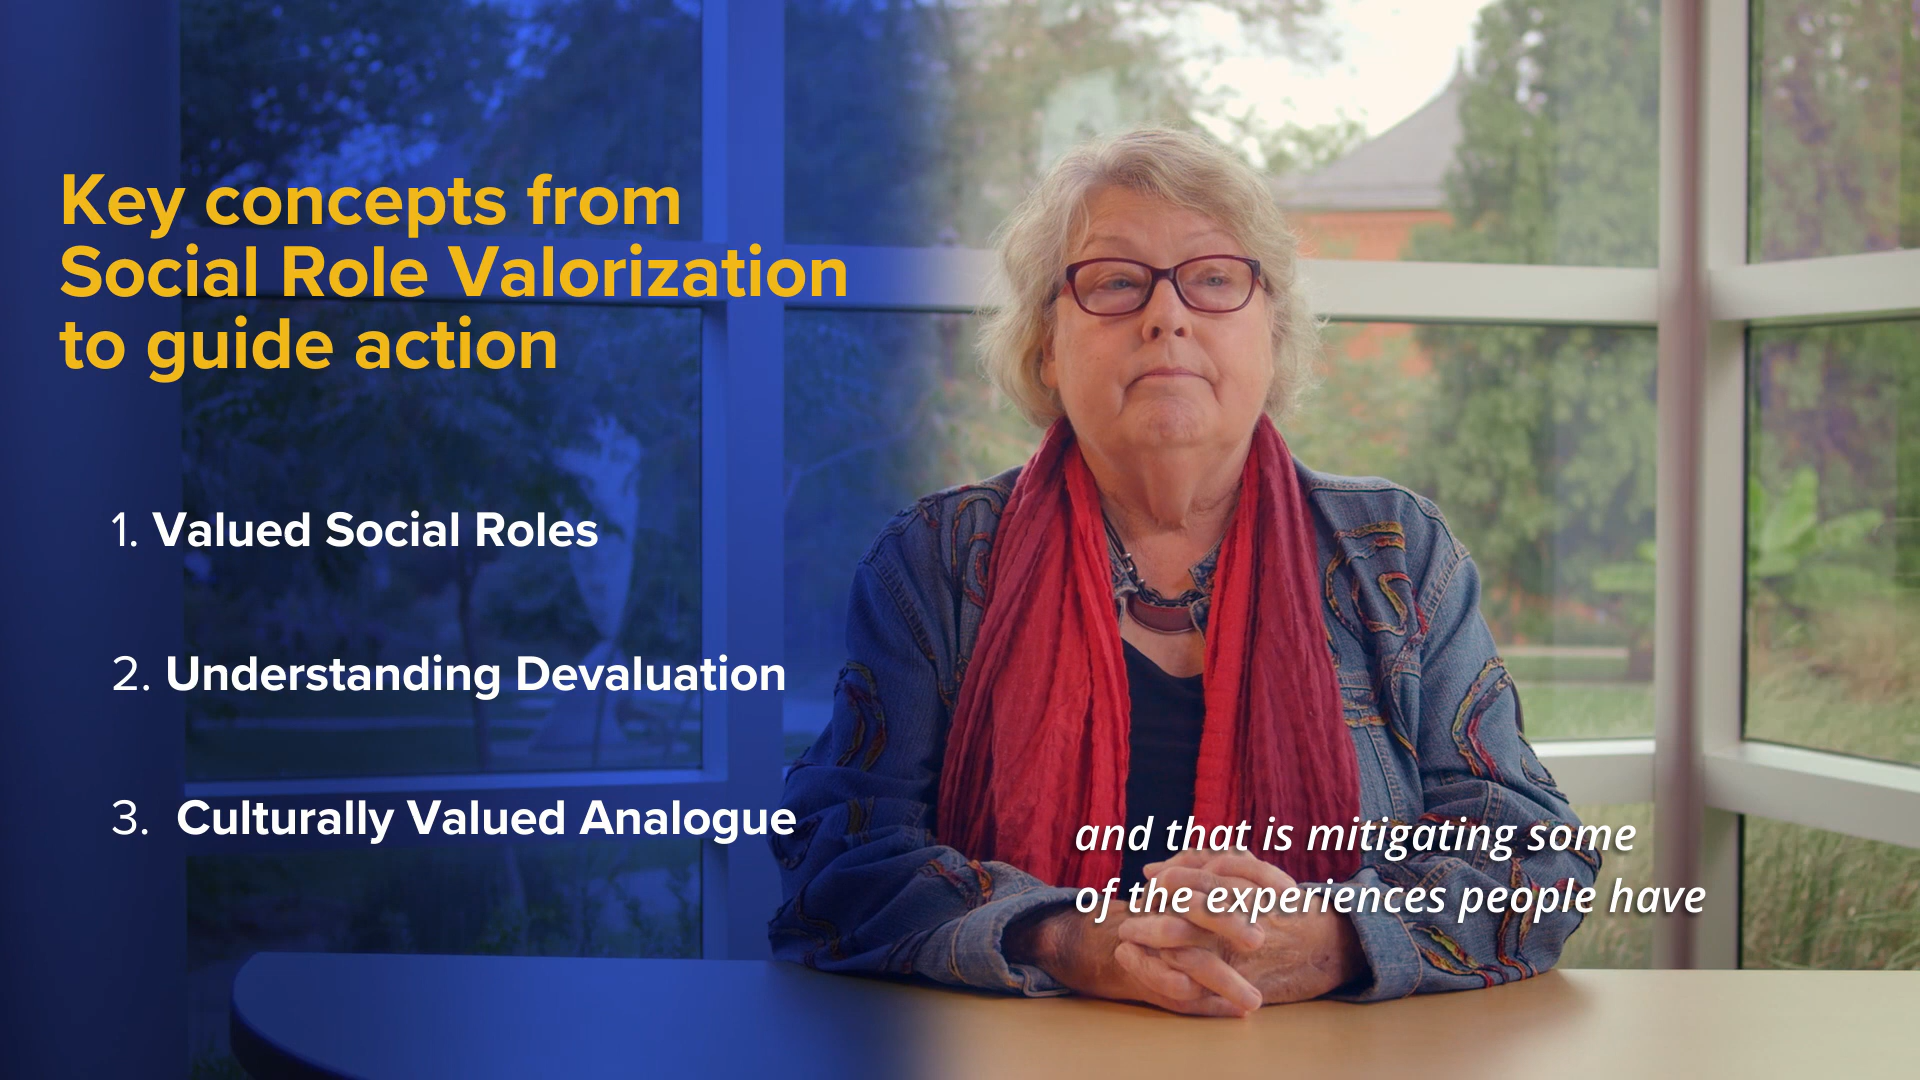 Key concepts from
Social Role Valorization
to guide action
1. Valued Social Roles
2. Understanding Devaluation
3. Culturally Valued Analogue
and that is mitigating some
of the experiences people have